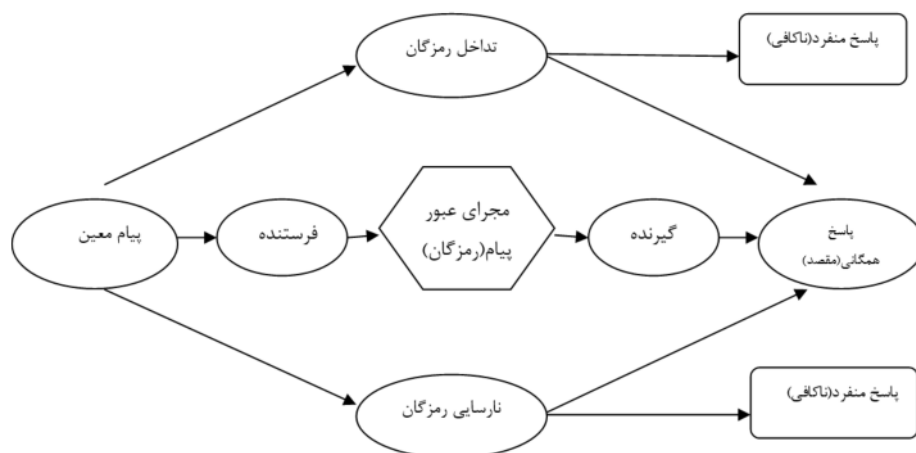 تداخل رمزگان
پاسخ منفرد(ناکافی)
پیام معین
فرستنده
مجرای عبور
پیام(رمزگان)
گیرنده
پاسخ
همگانی(مقصد)
نارسایی رمزگان
پاسخ منفرد(ناکافی)